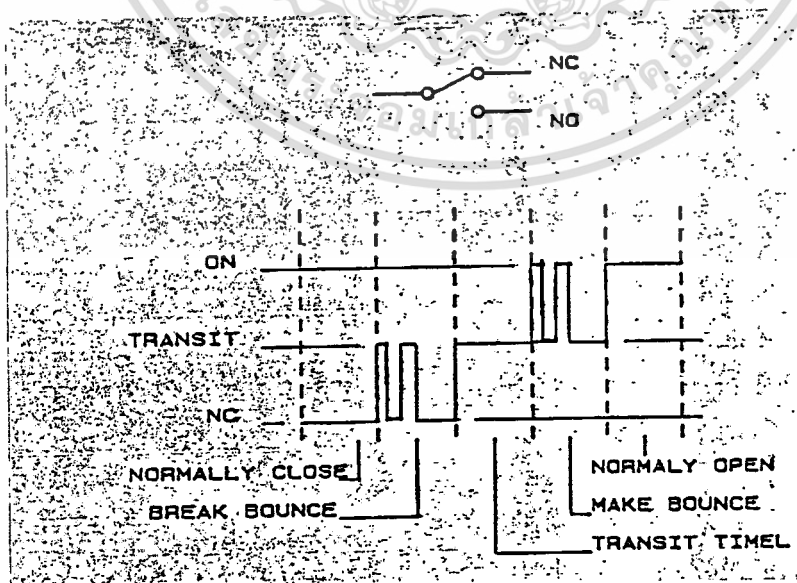 NC
NO
ON
TRANSIT
NC
NORMALLY CLOSE
BREAK BOUNCE
NORMALY OPEN
MAKE BOUNCE
TRANSIT TIMEL